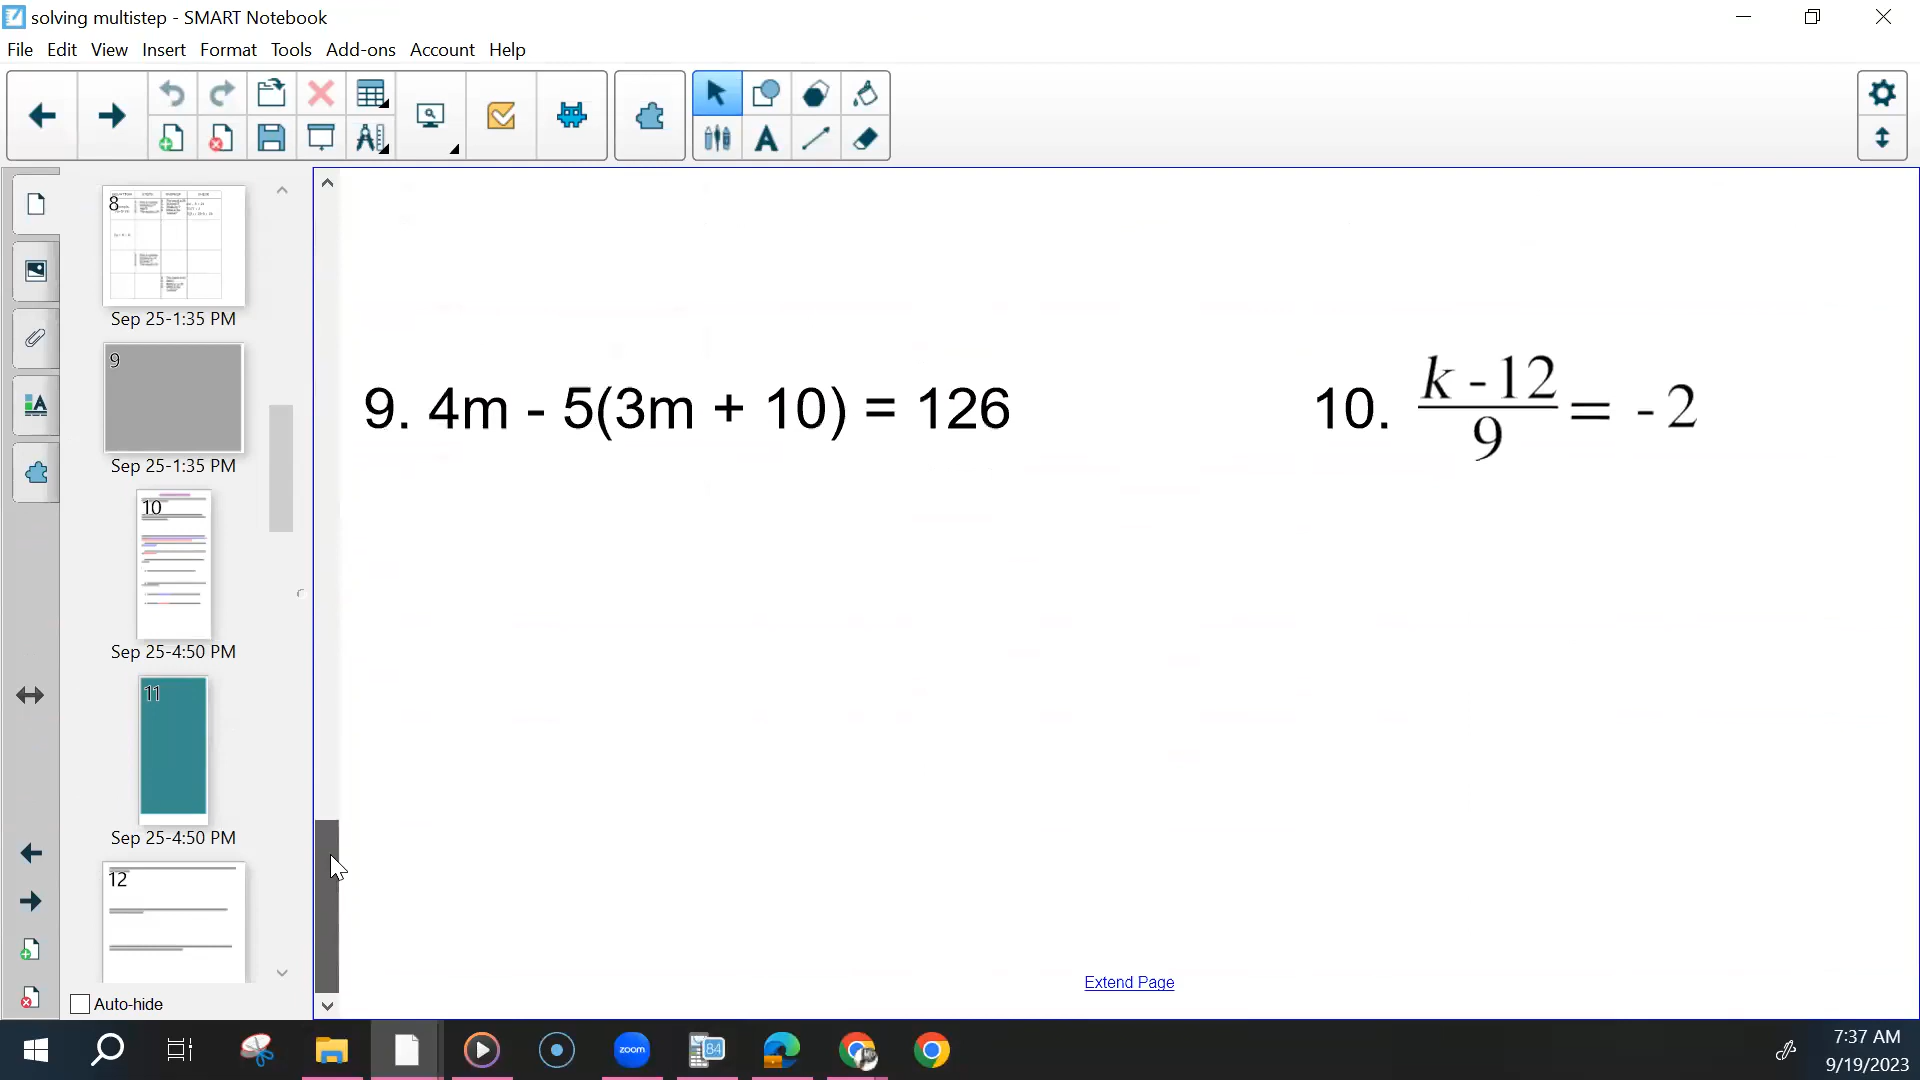 solving multistep - SMART Notebook
File Edit View Insert Format Tools Add-ons Account Help
8
Sep 25-1:35 PM
9
Sep 25-1:35 PM
10
Sep 25-4:50 PM
11
Sep 25-4:50 PM
12
Auto-hide
9. 4m - 5(3m + 10) = 126
10. k - 12
9
= - 2
Extend Page
zoom
84
7:37 AM
9/19/2023